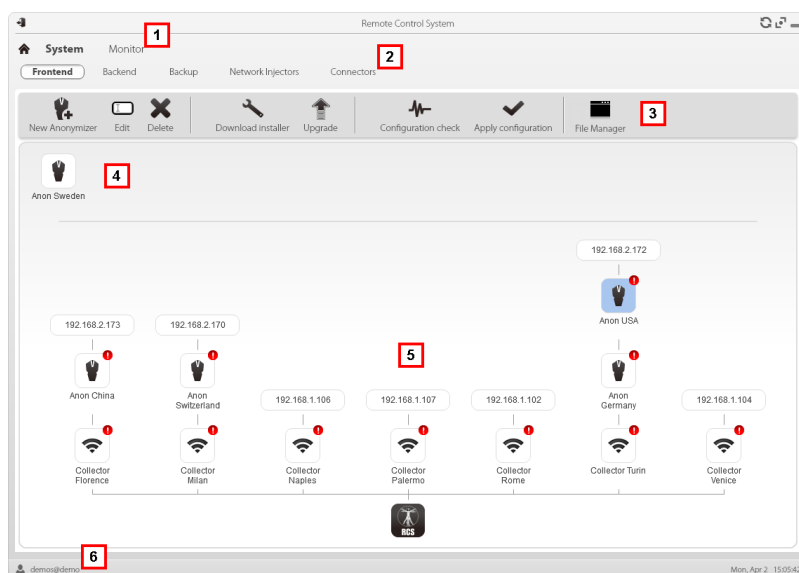 Remote Control System
1
System Monitor
2
Frontend Backend Backup Network Injectors Connectors
3
New Anonymizer Edit Delete Download installer Upgrade Configuration check Apply configuration File Manager
4
Anon Sweden
192.168.2.172
Anon USA
192.168.2.173 192.168.2.170
5
Anon China Anon Switzerland 192.168.1.106 192.168.1.107 192.168.1.102 Anon Germany 192.168.1.104
Collector Florence Collector Milan Collector Naples Collector Palermo Collector Rome Collector Turin Collector Venice
RCS
6
demos@demo Mon, Apr 2 15:05:42